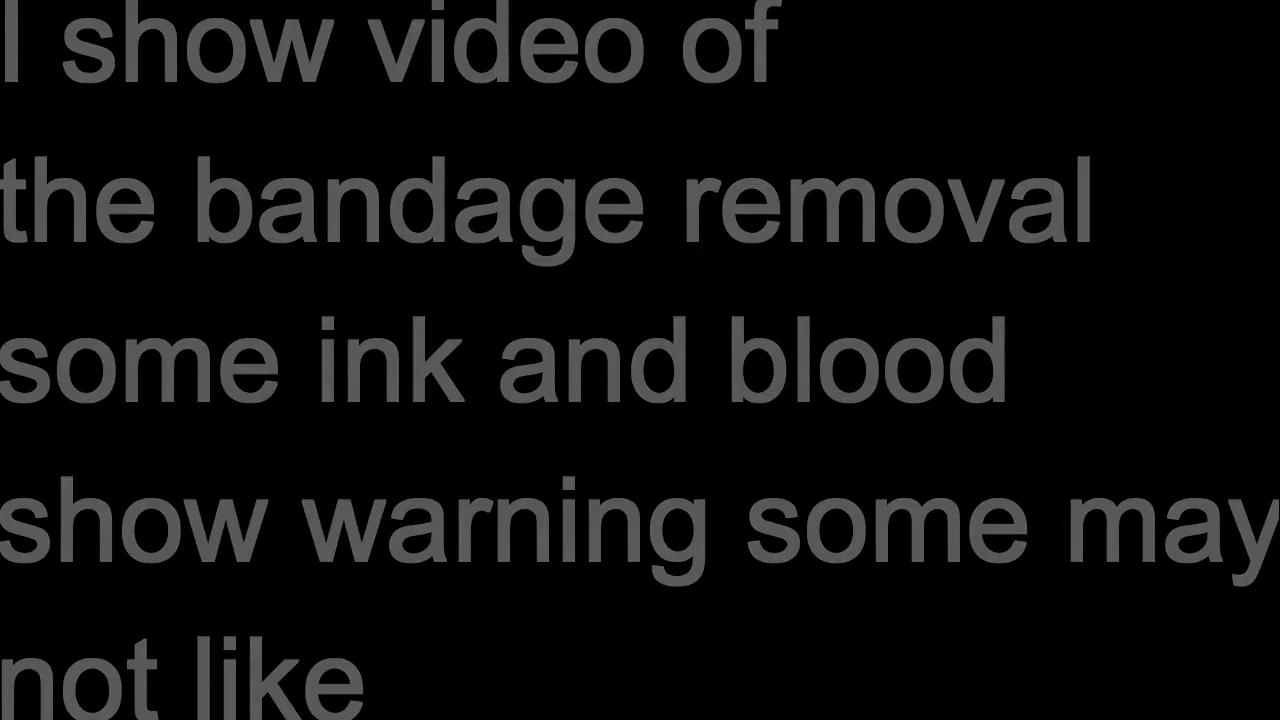 I show video of
the bandage removal
some ink and blood
show warning some may
not like